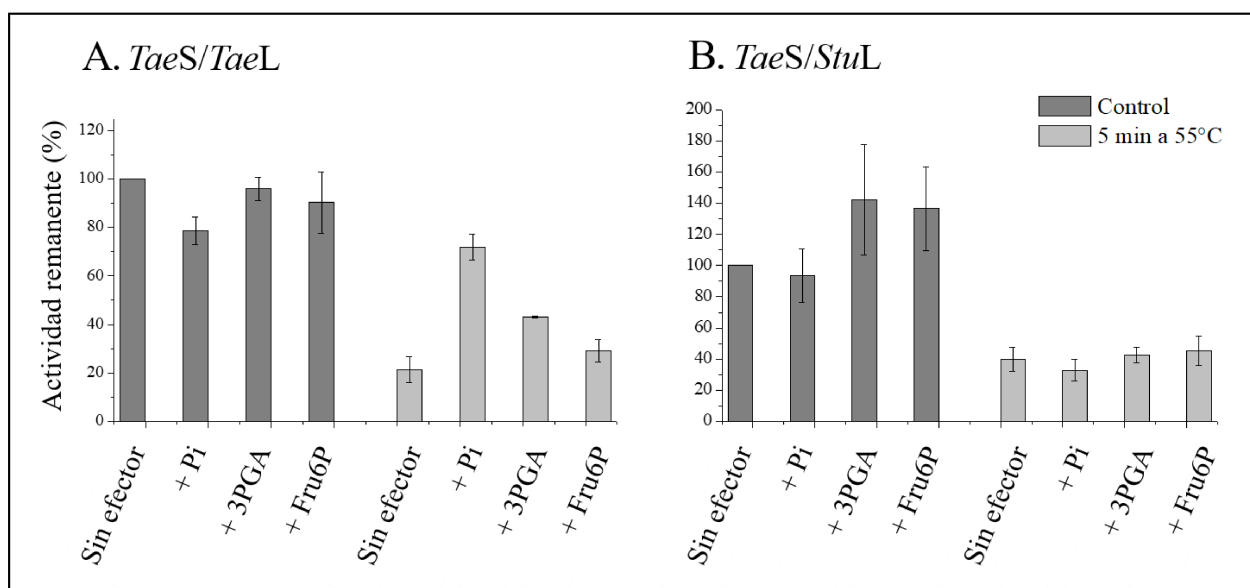 A. TaeS/TaeL
B. TaeS/StuL
Actividad remanente (%)
120
100
80
60
40
20
0
Sin efector
+ Pi
+ 3PGA
+ Fru6P
Sin efector
+ Pi
+ 3PGA
+ Fru6P
200
180
160
140
120
100
80
60
40
20
0
Control
5 min a 55°C
Sin efector
+ Pi
+ 3PGA
+ Fru6P
Sin efector
+ Pi
+ 3PGA
+ Fru6P